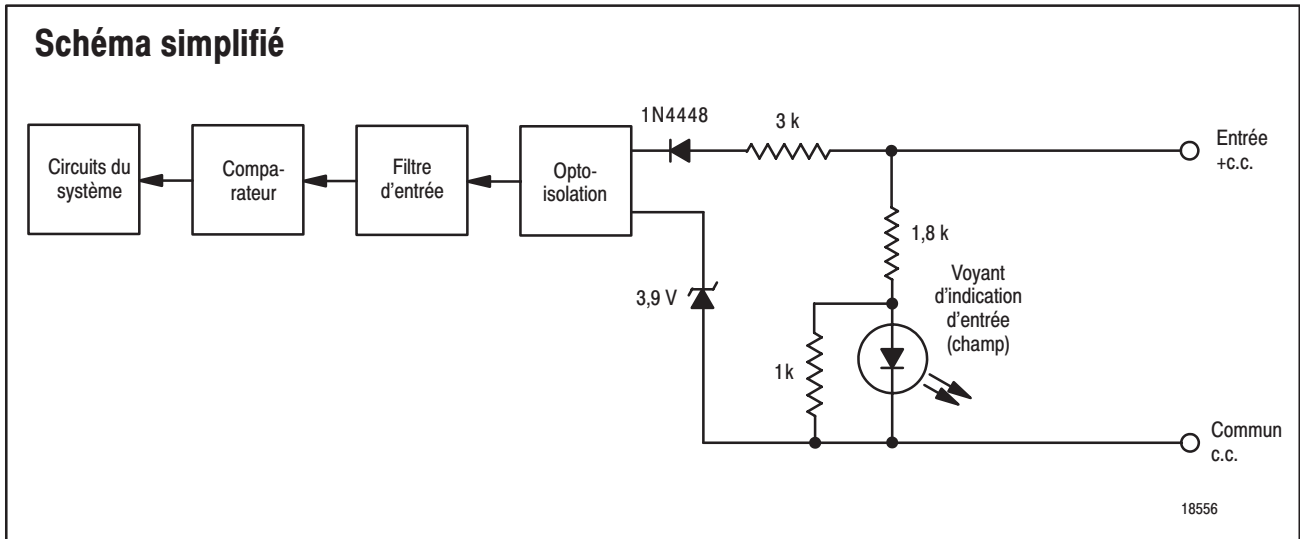 Schéma simplifié
1N4448
3 k
Entrée
+c.c.
Circuits du
système
Compa-
rateur
Filtre
d'entrée
Opto-
isolation
1,8 k
Voyant
d'indication
d'entrée
(champ)
3,9 V
1k
Commun
c.c.
18556